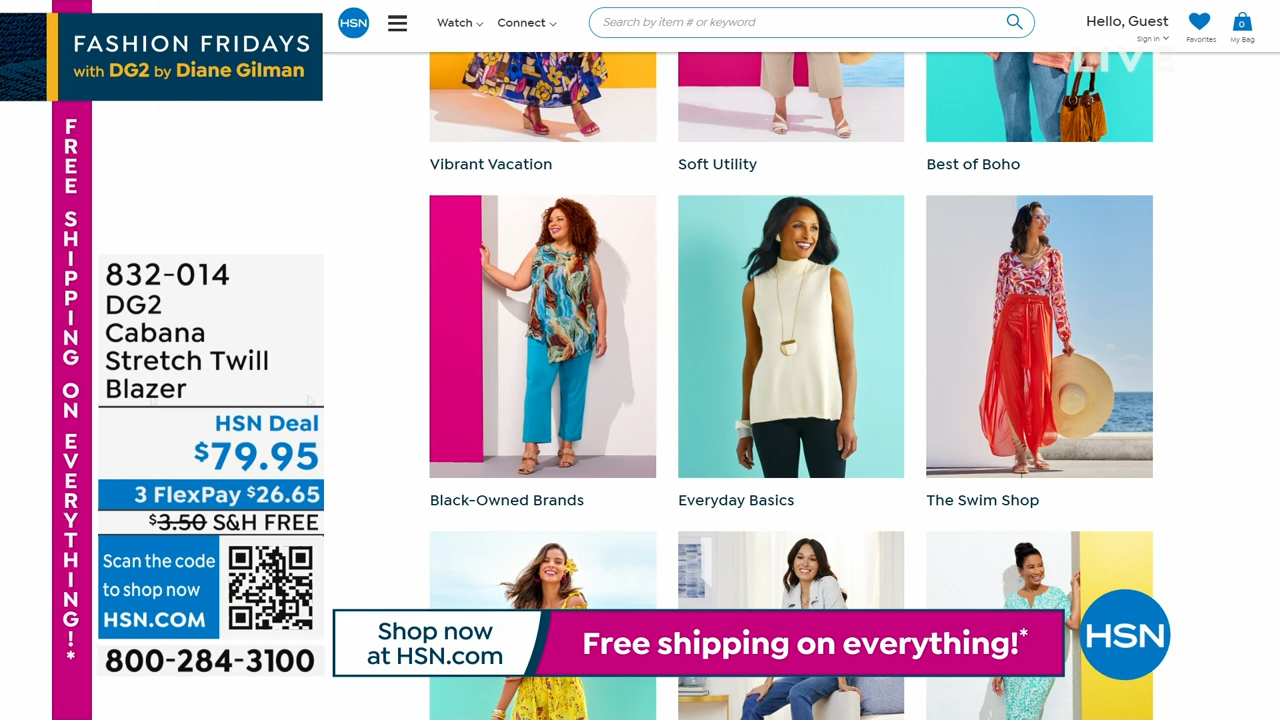 FASHION FRIDAYS
with DG2 by Diane Gilman
HSN
Watch
Connect
Search by item # or keyword
Hello, Guest
Sign In
Favorites
0
My Bag
LIVE
FREE SHIPPING ON EVERYTHING!*
Vibrant Vacation
Soft Utility
Best of Boho
832-014
DG2
Cabana
Stretch Twill
Blazer
HSN Deal
$79.95
3 FlexPay $26.65
$3.50 S&H FREE
Scan the code
to shop now
HSN.COM
800-284-3100
Black-Owned Brands
Everyday Basics
The Swim Shop
Shop now
at HSN.com
Free shipping on everything!*
HSN